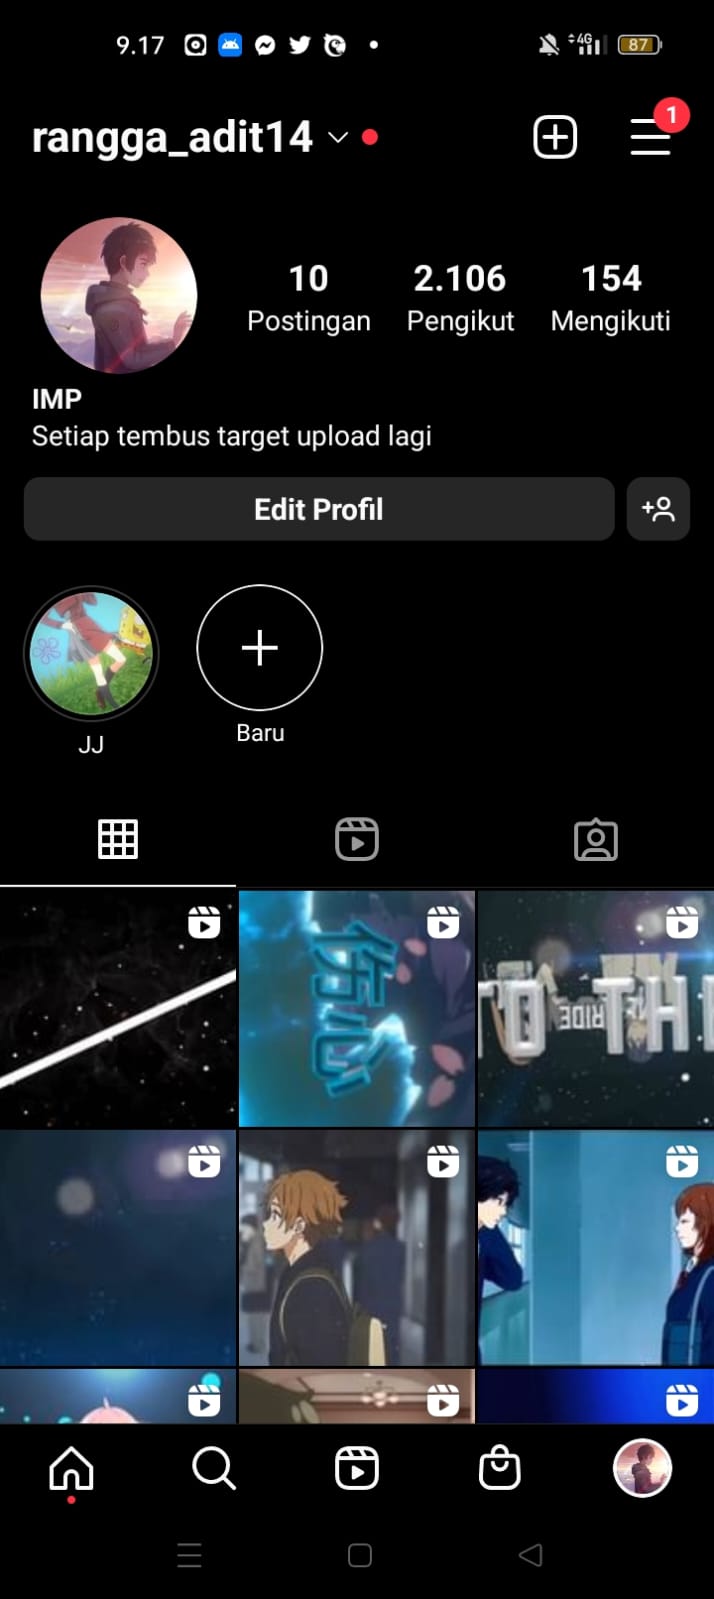 9.17 4G 87
rangga_adit14
1
10 2.106 154
Postingan Pengikut Mengikuti
IMP
Setiap tembus target upload lagi
Edit Profil
JJ Baru
伤心
TO TH
RIDE